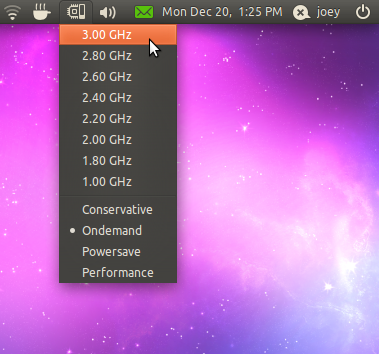 Mon Dec 20, 1:25 PM joey
3.00 GHz
2.80 GHz
2.60 GHz
2.40 GHz
2.20 GHz
2.00 GHz
1.80 GHz
1.00 GHz
Conservative
Ondemand
Powersave
Performance